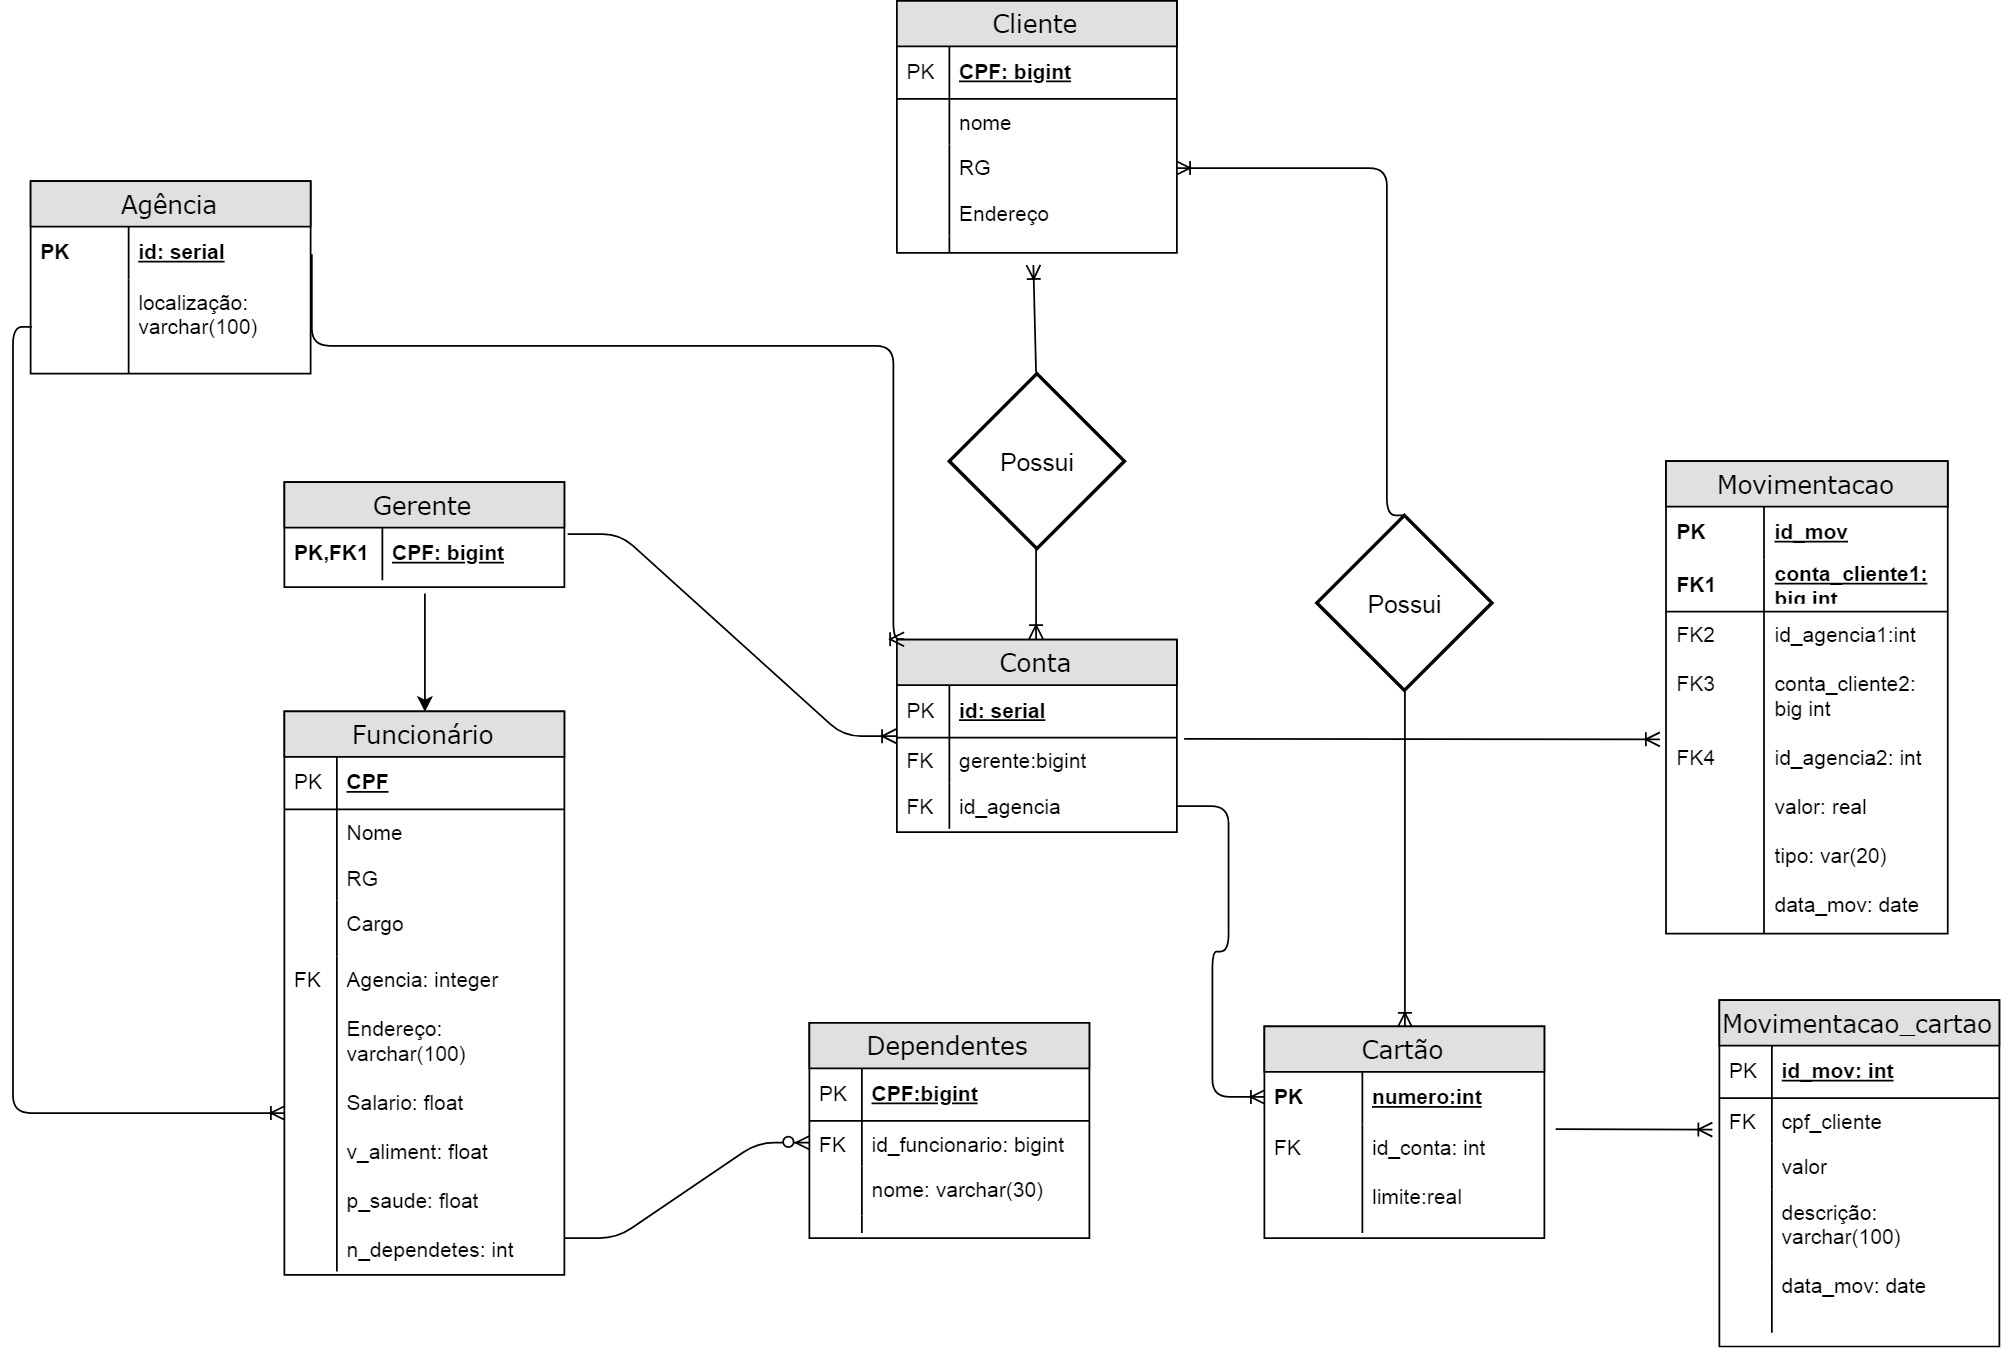 Cliente
PK CPF: bigint
nome
RG
Endereço
Agência
PK id: serial
localização:
varchar(100)
Possui
Gerente
PK,FK1 CPF: bigint
Possui
Movimentacao
PK id_mov
FK1 conta_cliente1:
big int
FK2 id_agencia1:int
FK3 conta_cliente2:
big int
FK4 id_agencia2: int
valor: real
tipo: var(20)
data_mov: date
Conta
PK id: serial
FK gerente:bigint
FK id_agencia
Funcionário
PK CPF
Nome
RG
Cargo
FK Agencia: integer
Endereço:
varchar(100)
Salario: float
v_aliment: float
p_saude: float
n_dependetes: int
Dependentes
PK CPF:bigint
FK id_funcionario: bigint
nome: varchar(30)
Cartão
PK numero:int
FK id_conta: int
limite:real
Movimentacao_cartao
PK id_mov: int
FK cpf_cliente
valor
descrição:
varchar(100)
data_mov: date